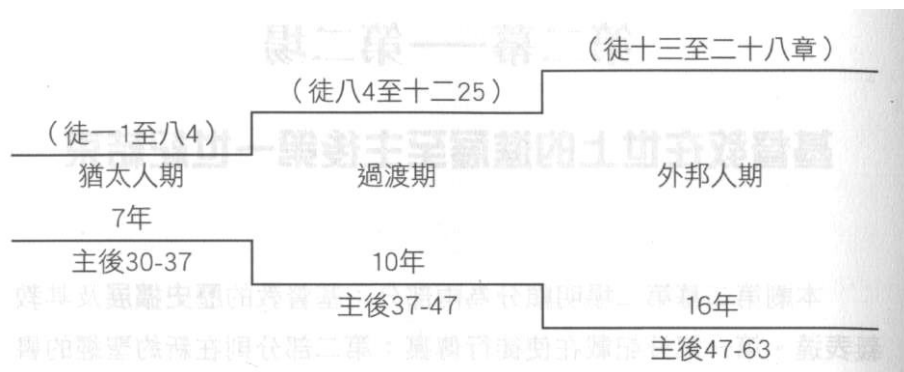 （徒十三至二十八章）
（徒八4至十二25）
（徒一1至八4）
猶太人期 過渡期 外邦人期
7年
主後30-37 10年
主後37-47 16年
主後47-63